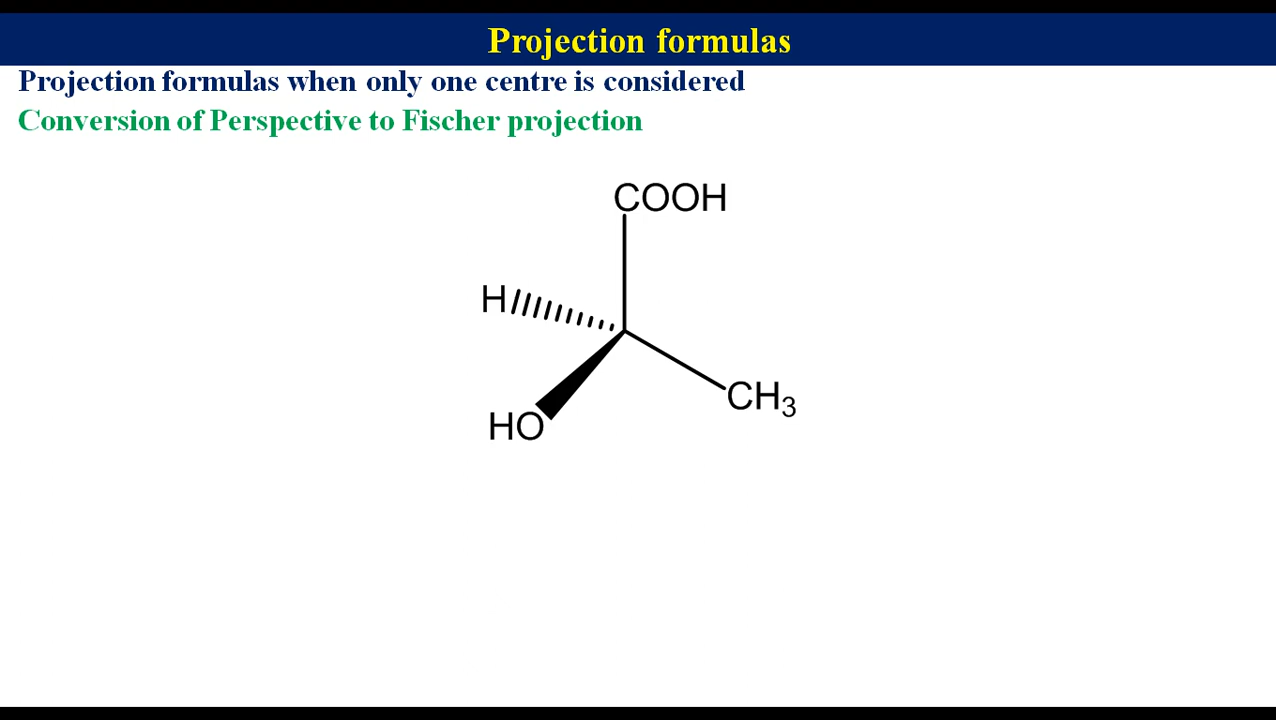 Projection formulas
Projection formulas when only one centre is considered
Conversion of Perspective to Fischer projection
COOH
H
CH₃
HO